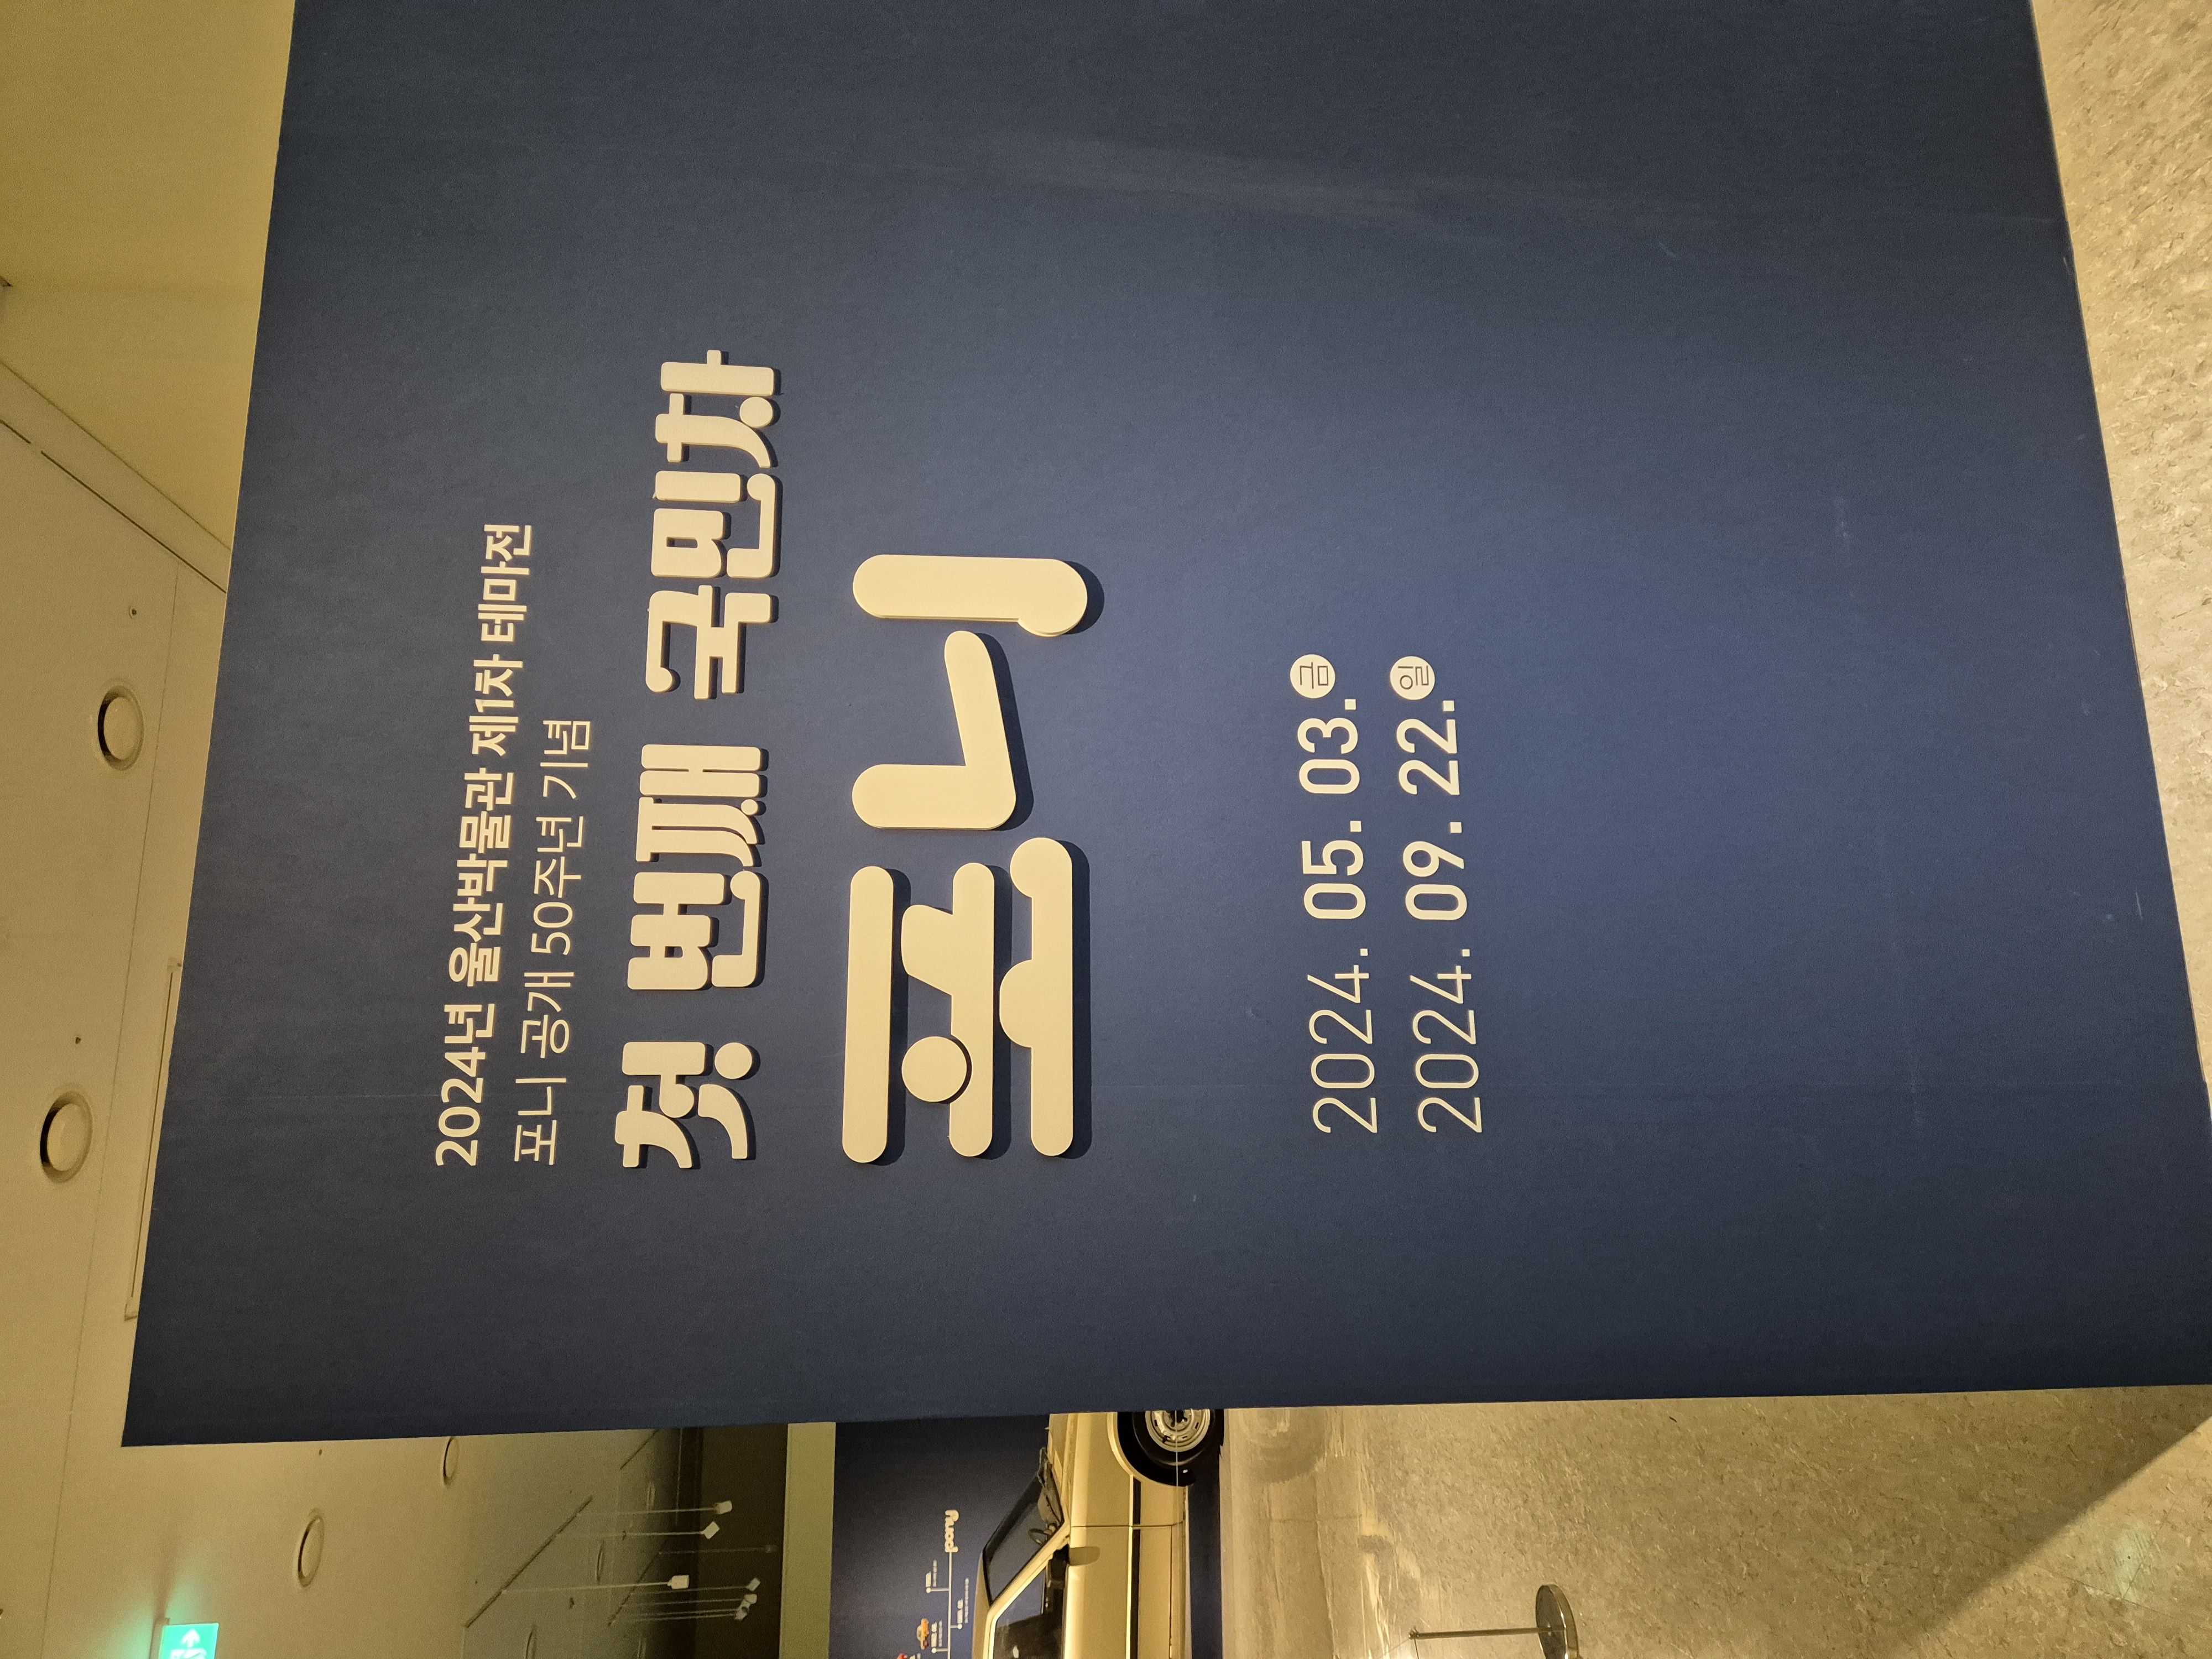 2024년 울산박물관 제1차 테마전
포니 공개 50주년 기념
첫 번째 국민차
포니
2024. 05. 03. 금
2024. 09. 22. 일
pony